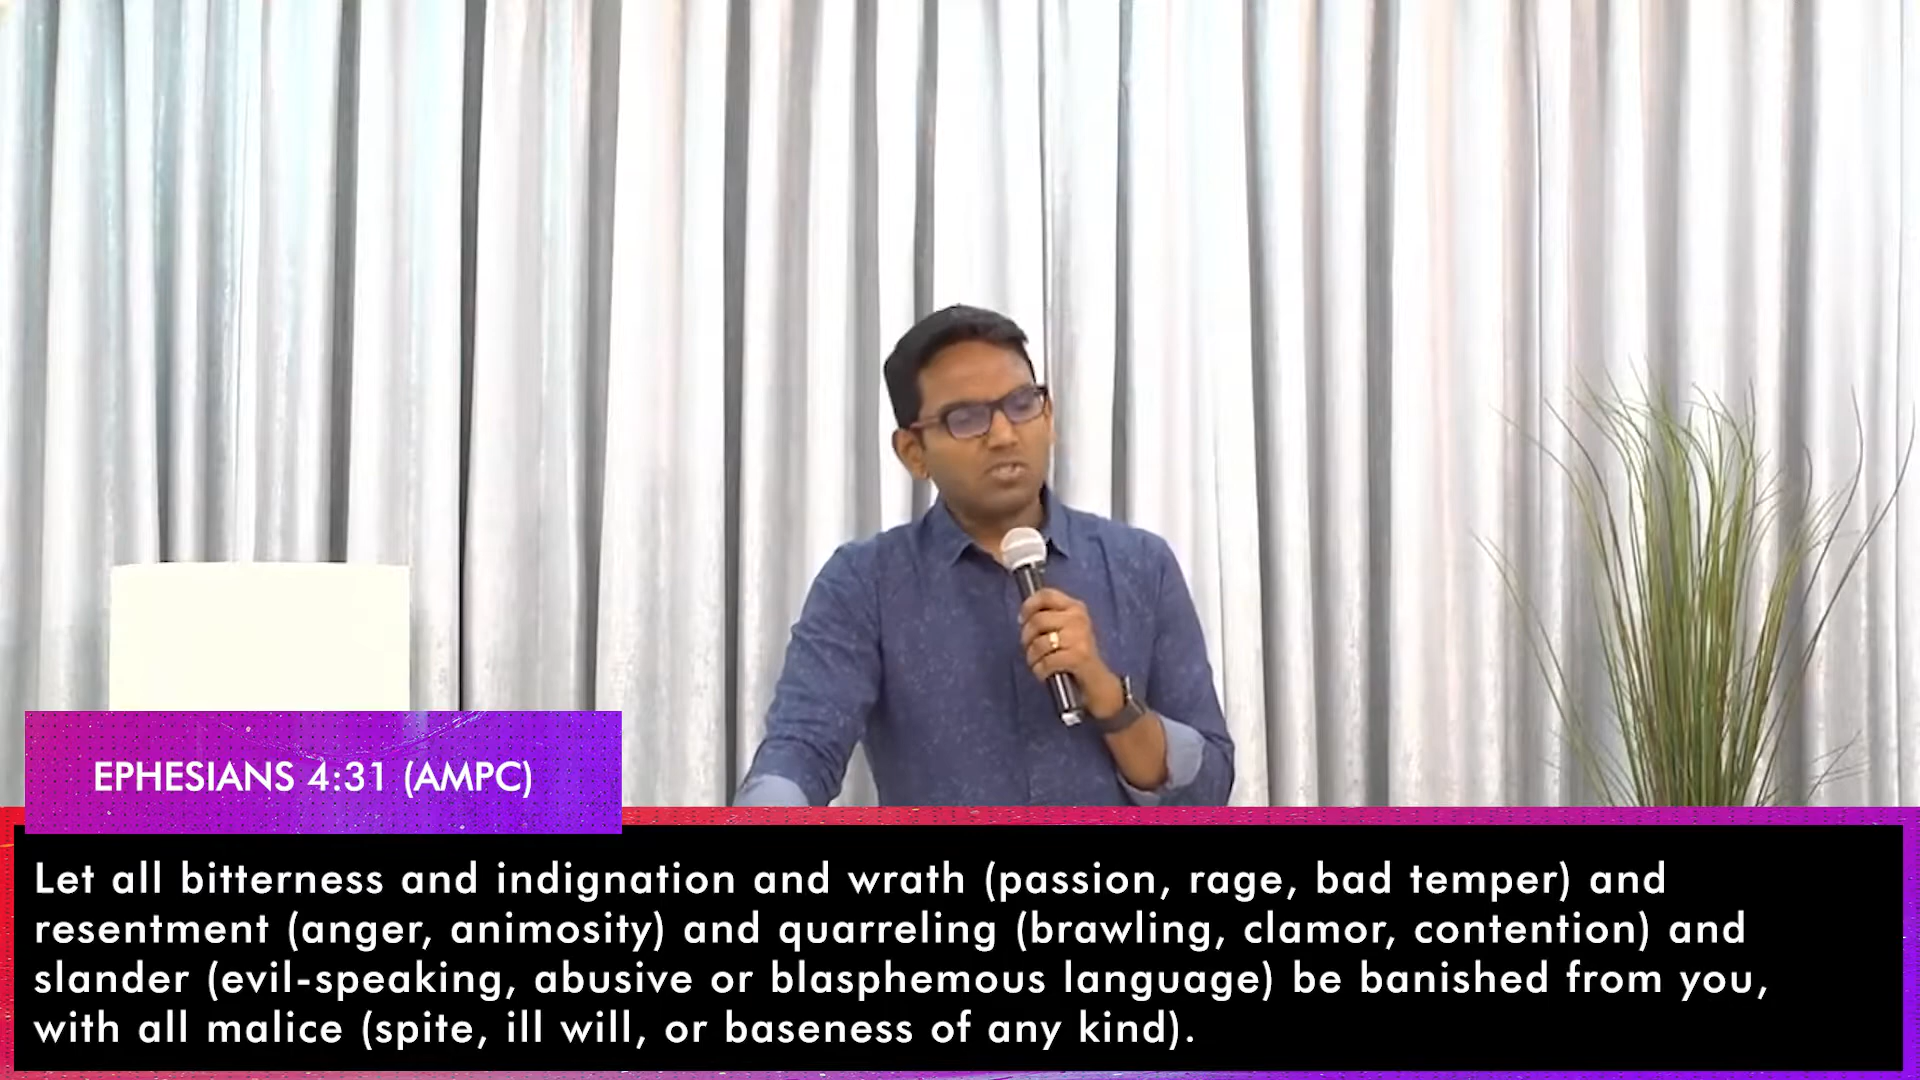 EPHESIANS 4:31 (AMPC)
Let all bitterness and indignation and wrath (passion, rage, bad temper) and
resentment (anger, animosity) and quarreling (brawling, clamor, contention) and
slander (evil-speaking, abusive or blasphemous language) be banished from you,
with all malice (spite, ill will, or baseness of any kind).